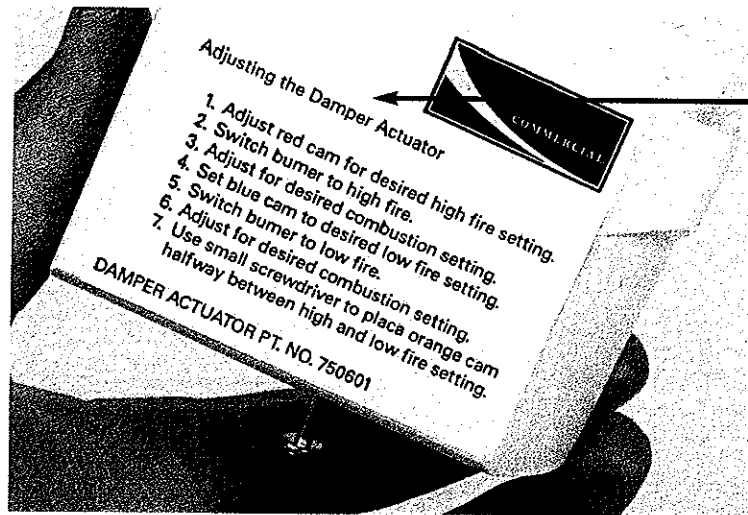 Adjusting the Damper Actuator
COMMERCIAL
1. Adjust red cam for desired high fire setting.
2. Switch burner to high fire.
3. Adjust for desired combustion setting.
4. Set blue cam to desired low fire setting.
5. Switch burner to low fire.
6. Adjust for desired combustion setting.
7. Use small screwdriver to placa orange cam
halfway between high and low fire setting.
DAMPER ACTUATOR PT. NO. 750601